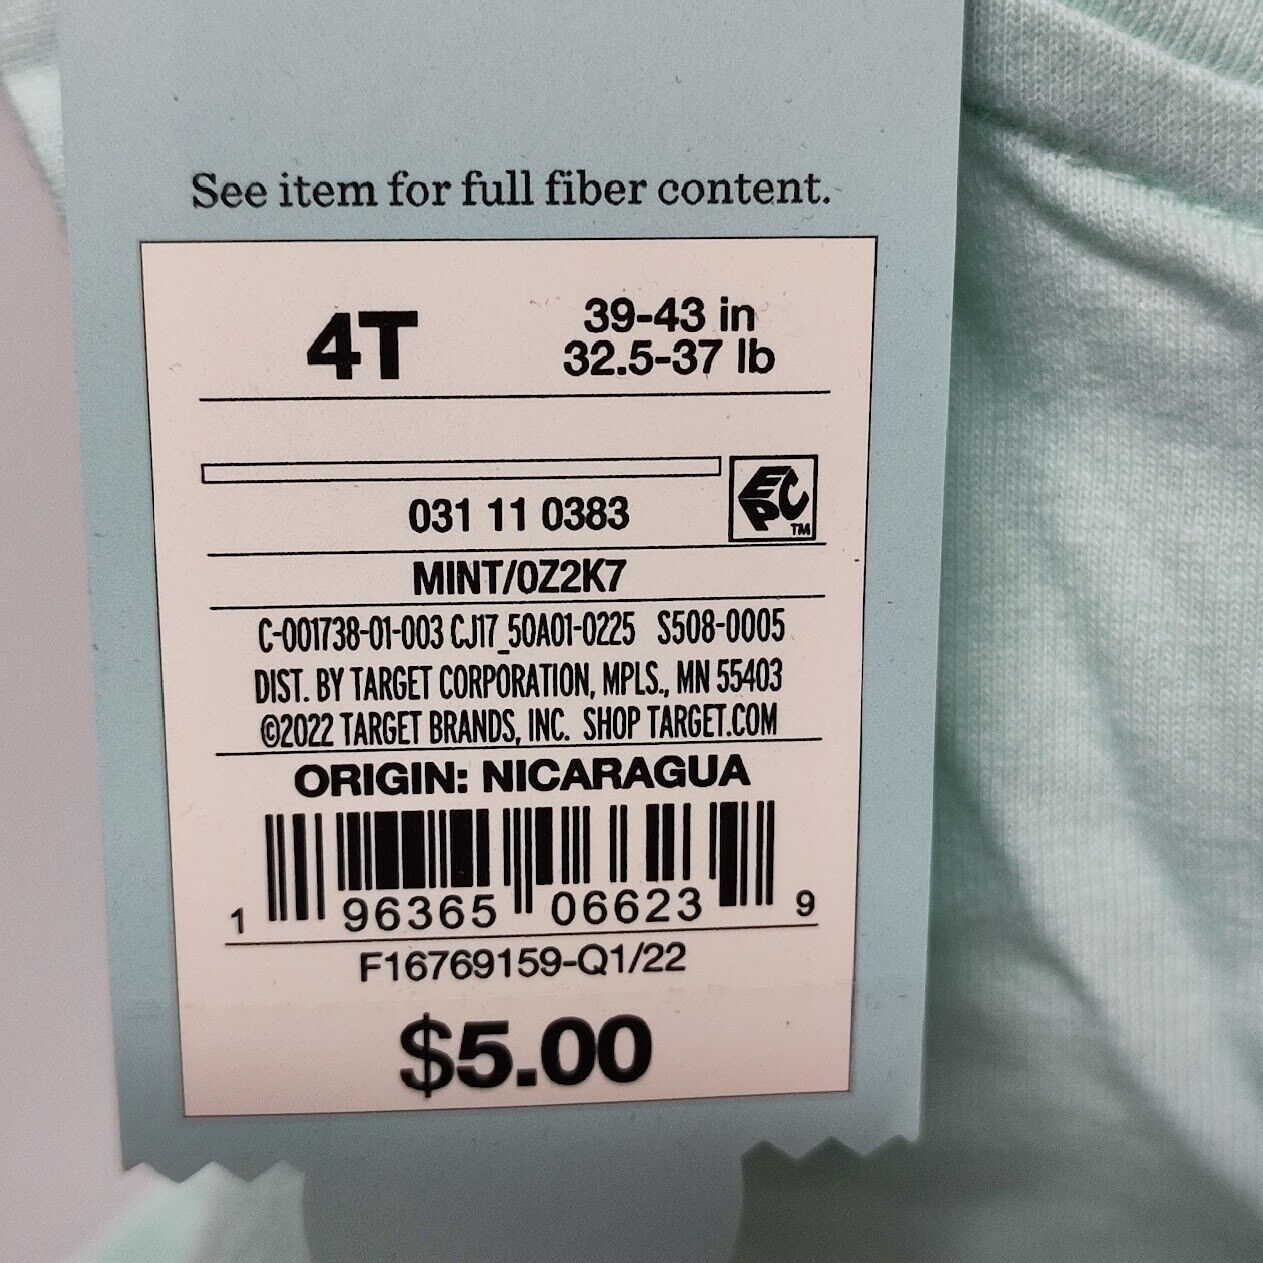 See item for full fiber content.
4T
39-43 in
32.5-37 lb
EPC
TM
031 11 0383
MINT/0Z2K7
C-001738-01-003 CJ17_50A01-0225 S508-0005
DIST. BY TARGET CORPORATION, MPLS., MN 55403
©2022 TARGET BRANDS, INC. SHOP TARGET.COM
ORIGIN: NICARAGUA
1 96365 06623 9
F16769159-Q1/22
$5.00